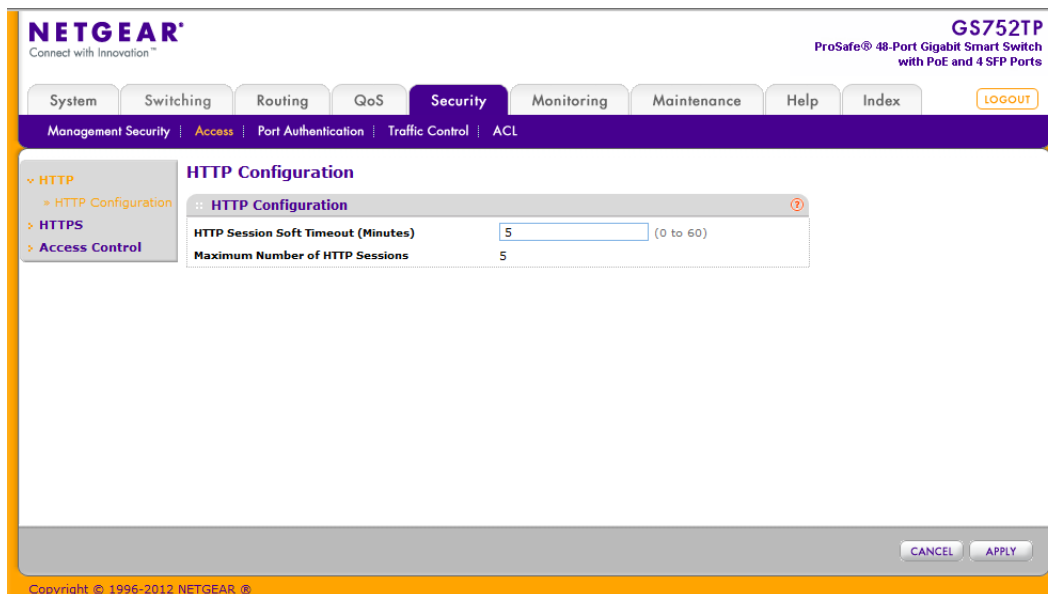 NETGEAR
Connect with Innovation™
GS752TP
ProSafe® 48-Port Gigabit Smart Switch
with PoE and 4 SFP Ports
System Switching Routing QoS Security Monitoring Maintenance Help Index LOGOUT
Management Security | Access | Port Authentication | Traffic Control | ACL
HTTP
» HTTP Configuration
HTTPS
Access Control
HTTP Configuration
HTTP Configuration ?
HTTP Session Soft Timeout (Minutes) 5 (0 to 60)
Maximum Number of HTTP Sessions 5
CANCEL APPLY
Copyright © 1996-2012 NETGEAR ®